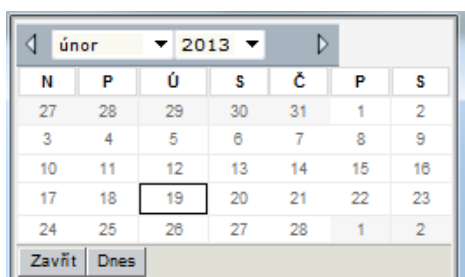 únor 2013
N P Ú S Č P S
27 28 29 30 31 1 2
3 4 5 6 7 8 9
10 11 12 13 14 15 16
17 18 19 20 21 22 23
24 25 26 27 28 1 2
Zavřít Dnes